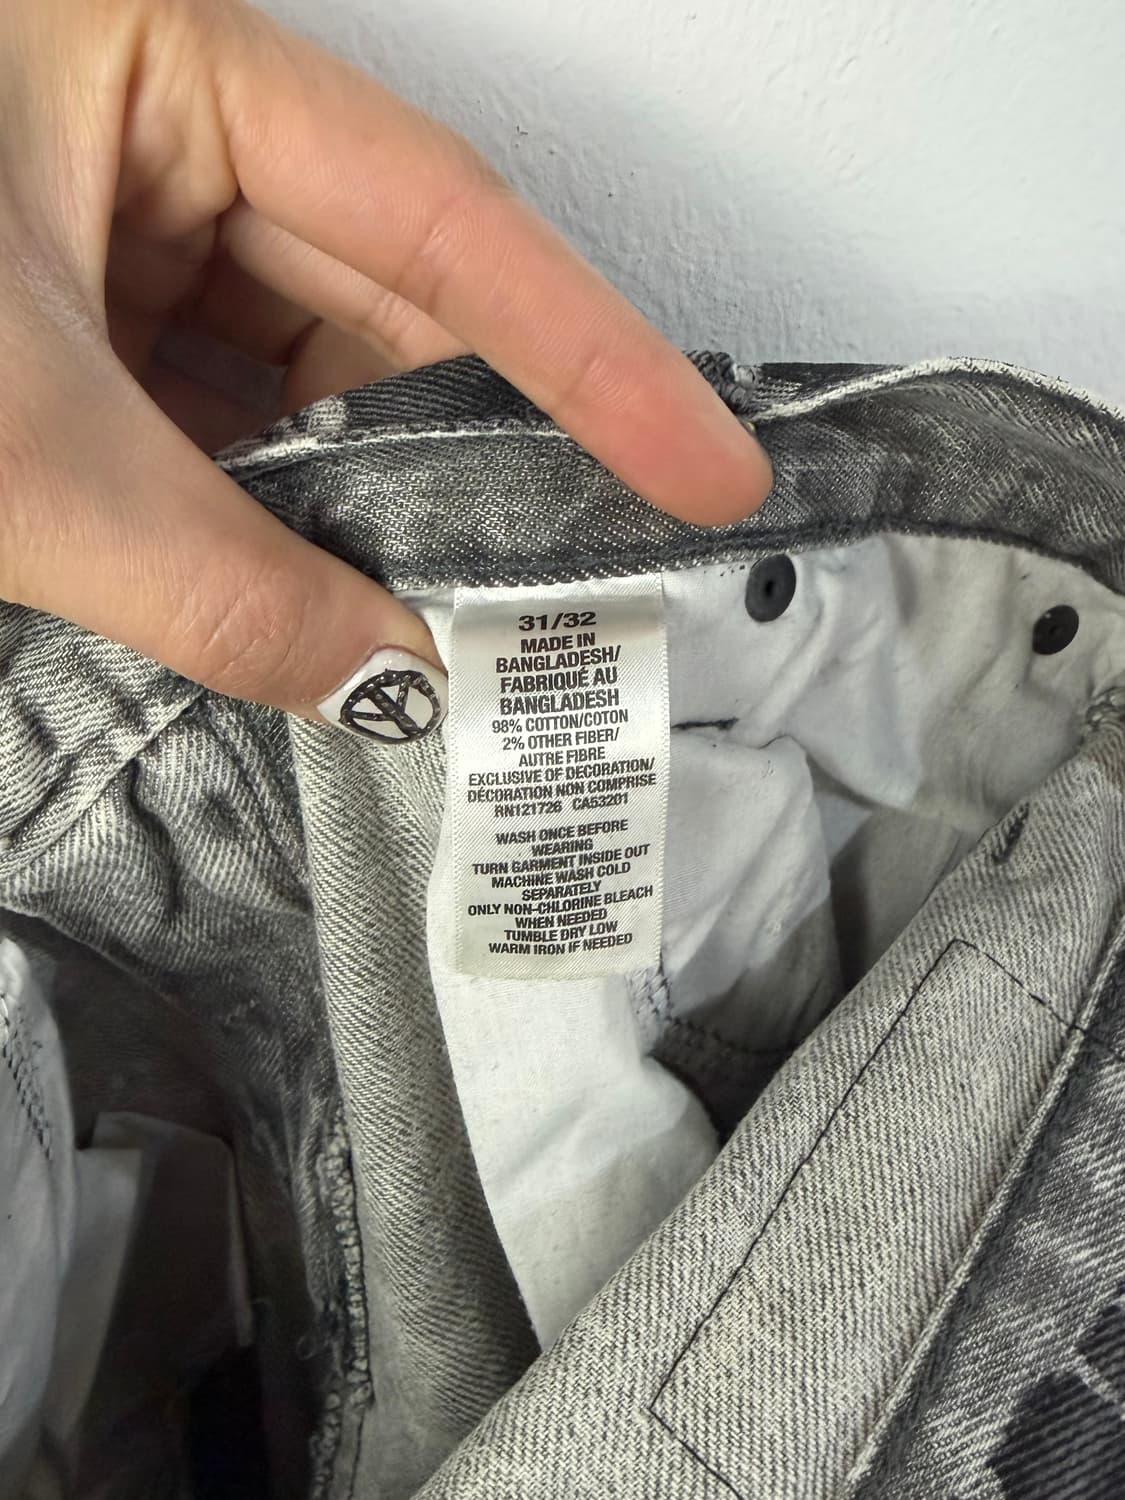 31/32
MADE IN
BANGLADESH/
FABRIQUÉ AU
BANGLADESH
98% COTTON/COTON
2% OTHER FIBER/
AUTRE FIBRE
EXCLUSIVE OF DECORATION/
DÉCORATION NON COMPRISE
RN121726 CA53201
WASH ONCE BEFORE
WEARING
TURN GARMENT INSIDE OUT
MACHINE WASH COLD
SEPARATELY
ONLY NON-CHLORINE BLEACH
WHEN NEEDED
TUMBLE DRY LOW
WARM IRON IF NEEDED